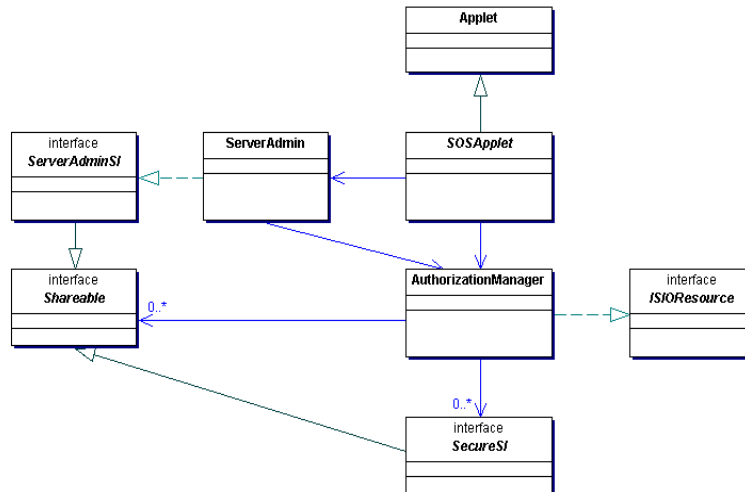 Applet
interface
ServerAdminSI
ServerAdmin
SOSApplet
interface
Shareable
0..*
AuthorizationManager
interface
ISIOResource
0..*
interface
SecureSI